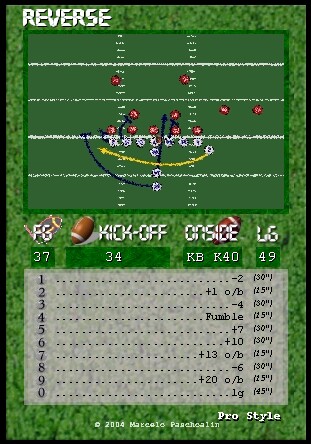 REVERSE
FG KICK-OFF ONSIDE LG
37 34 KB K40 49
1 ........ -2 (30")
2 ........ +1 o/b (15")
3 ........ -4 (30")
4 ........ Fumble (15")
5 ........ +7 (30")
6 ........ +10 (30")
7 ........ +13 o/b (15")
8 ........ -6 (30")
9 ........ +20 o/b (15")
0 ........ lg (45")
Pro Style
© 2004 Marcelo Paschoalin